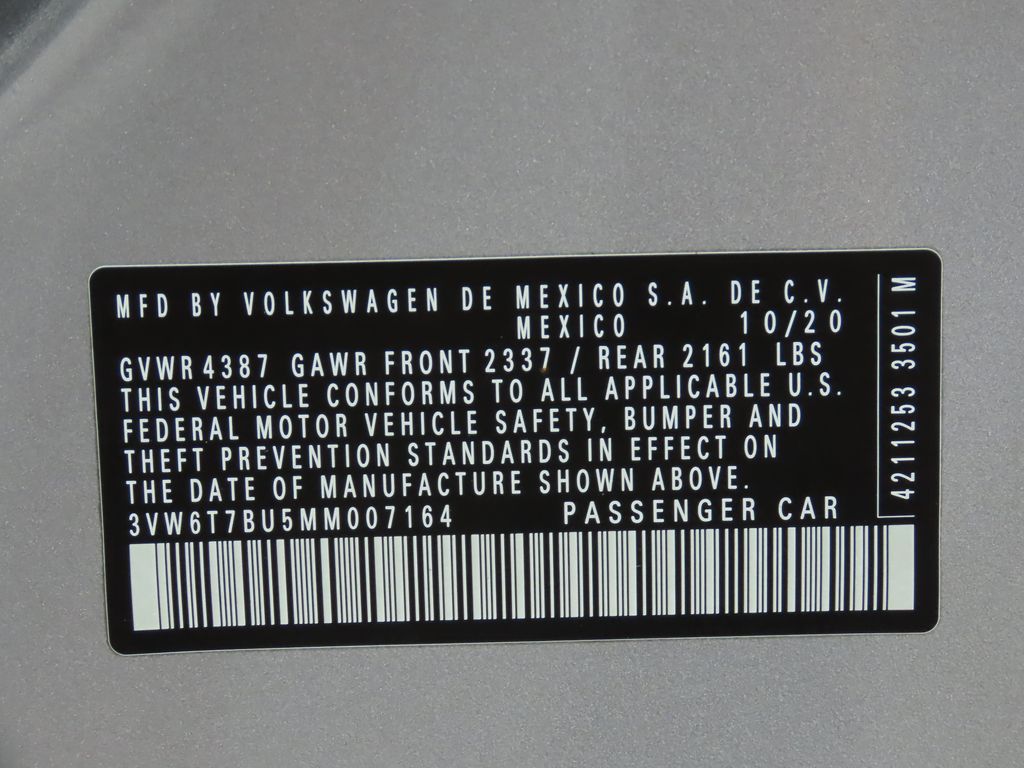 MFD BY VOLKSWAGEN DE MEXICO S.A. DE C.V.
MEXICO 10/20
GVWR 4387 GAWR FRONT 2337 / REAR 2161 LBS
THIS VEHICLE CONFORMS TO ALL APPLICABLE U.S.
FEDERAL MOTOR VEHICLE SAFETY, BUMPER AND
THEFT PREVENTION STANDARDS IN EFFECT ON
THE DATE OF MANUFACTURE SHOWN ABOVE.
3VW6T7BU5MM007164 PASSENGER CAR
4211253 3501 M